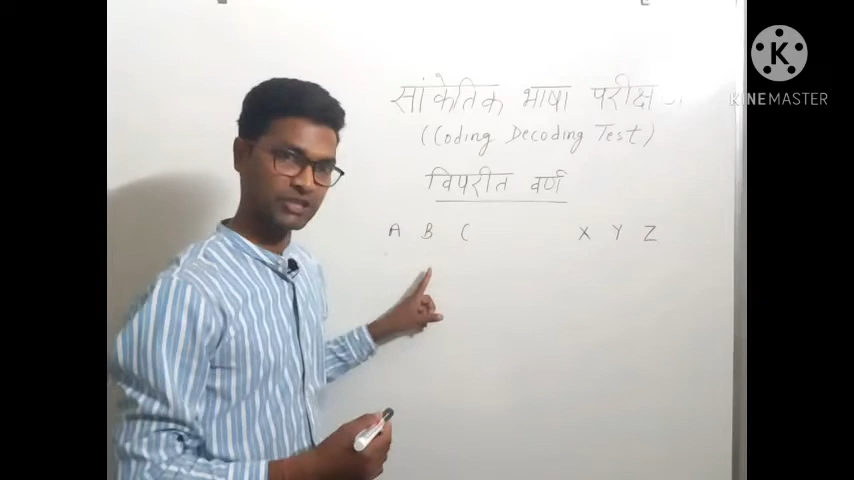 सांकेतिक भाषा परीक्षण
(Coding Decoding Test)
विपरीत वर्ण
A B C X Y Z
K
KINEMASTER